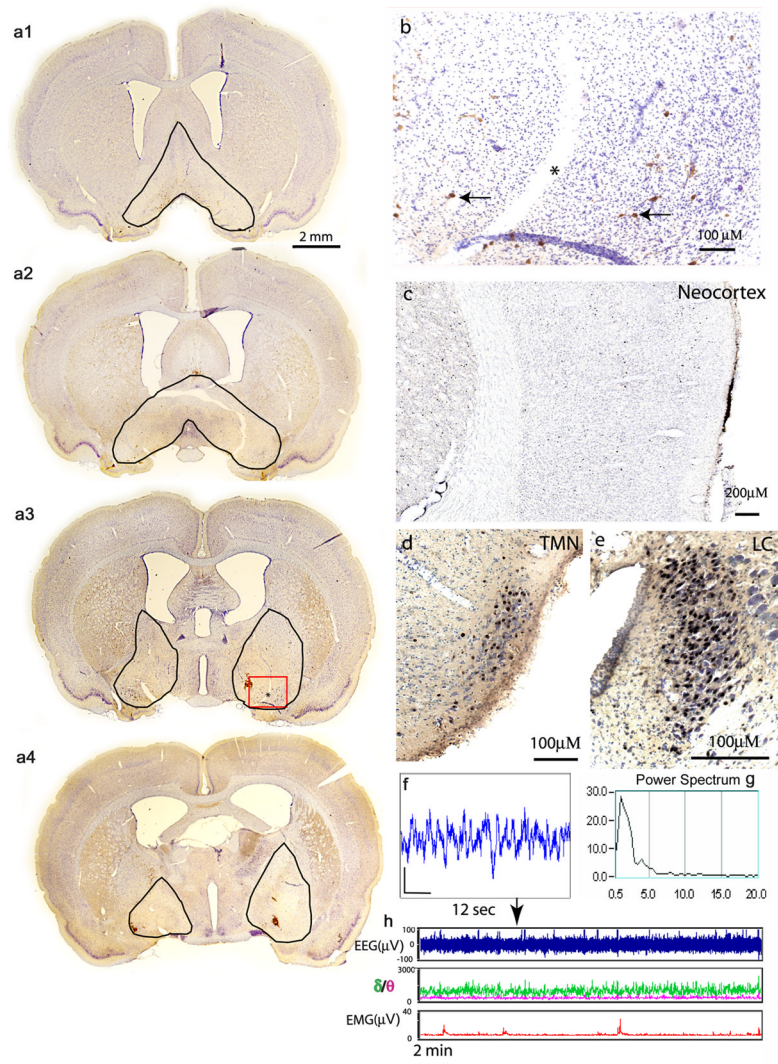 a1
2 mm
a2
a3
a4
b
*
100 µM
c
Neocortex
200µM
d
TMN
100µM
e
LC
100µM
f
12 sec
Power Spectrum g
30.0
20.0
10.0
0.0
0.5 5.0 10.0 15.0 20.0
h
EEG(µV)
100
0
-100
δ/θ
3000
0
EMG(µV)
40
0
2 min